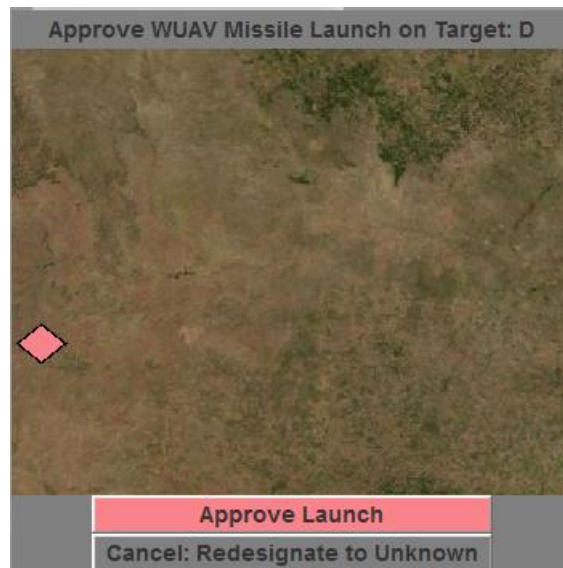 Approve WUAV Missile Launch on Target: D
Approve Launch
Cancel: Redesignate to Unknown